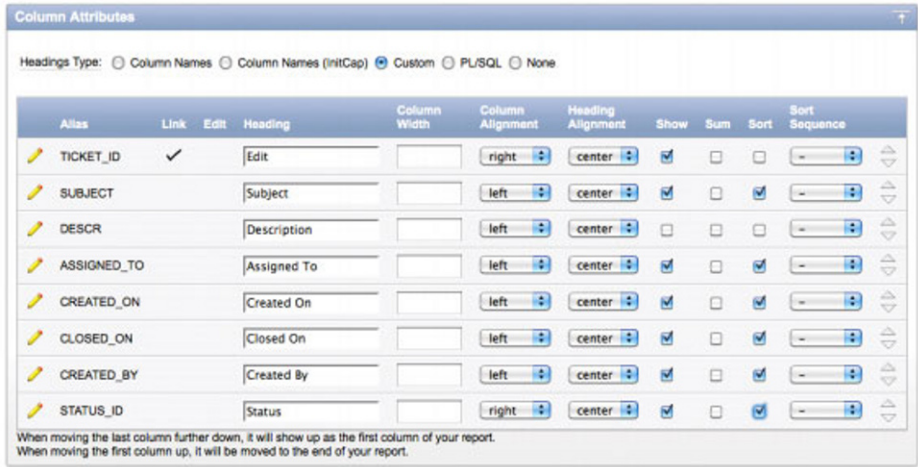 Column Attributes
Headings Type: Column Names Column Names (InitCap) Custom PL/SQL None
Alias Link Edit Heading Column Width Column Alignment Heading Alignment Show Sum Sort Sort Sequence
TICKET_ID Edit right center -
SUBJECT Subject left center -
DESCR Description left center -
ASSIGNED_TO Assigned To left center -
CREATED_ON Created On left center -
CLOSED_ON Closed On left center -
CREATED_BY Created By left center -
STATUS_ID Status right center -
When moving the last column further down, it will show up as the first column of your report.
When moving the first column up, it will be moved to the end of your report.